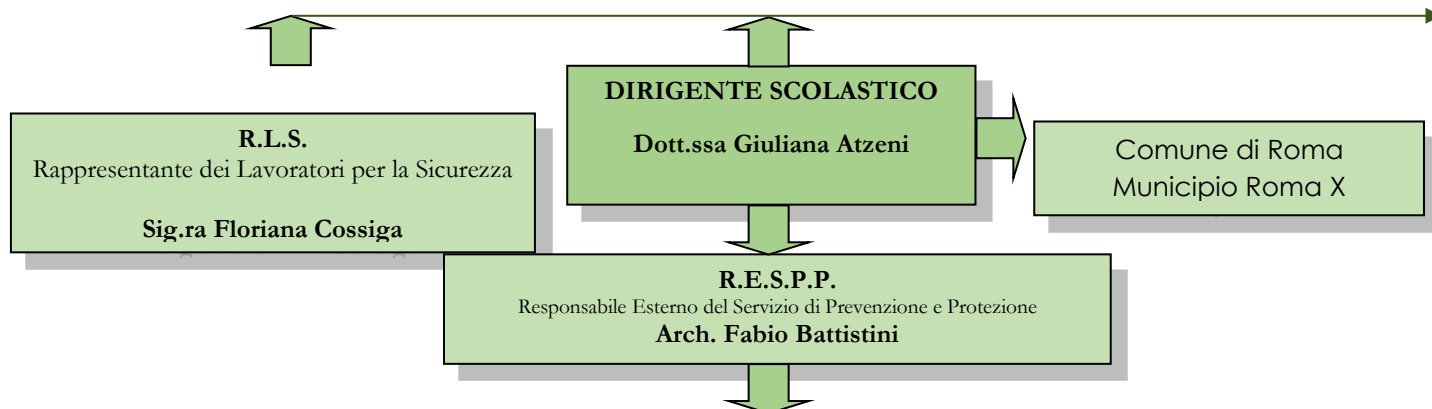 DIRIGENTE SCOLASTICO
Dott.ssa Giuliana Atzeni
R.L.S.
Rappresentante dei Lavoratori per la Sicurezza
Sig.ra Floriana Cossiga
Comune di Roma
Municipio Roma X
R.E.S.P.P.
Responsabile Esterno del Servizio di Prevenzione e Protezione
Arch. Fabio Battistini